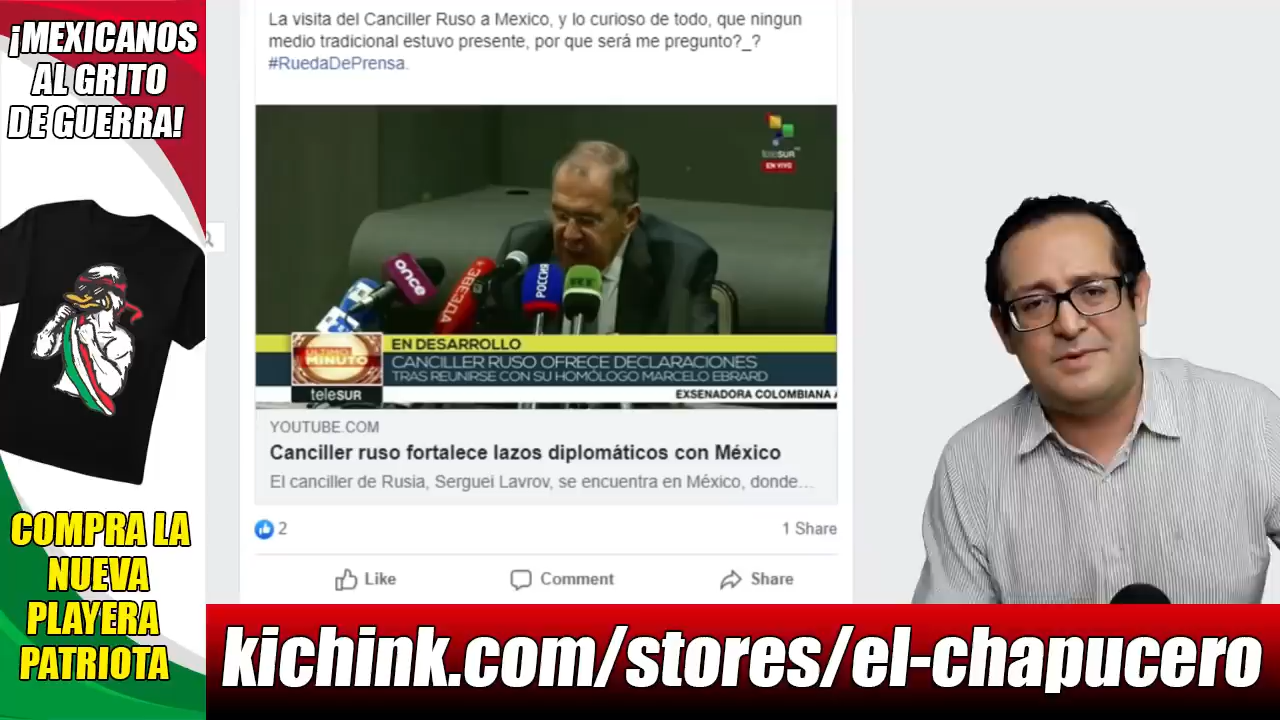 ¡MEXICANOS
AL GRITO
DE GUERRA!
COMPRA LA
NUEVA
PLAYERA
PATRIOTA
La visita del Canciller Ruso a Mexico, y lo curioso de todo, que ningun
medio tradicional estuvo presente, por que será me pregunto?_?
#RuedaDePrensa.
teleSUR
EN VIVO
once
ЗВЕЗДА
РОССИЯ
RT
EN DESARROLLO
ÚLTIMO
MINUTO
CANCILLER RUSO OFRECE DECLARACIONES
TRAS REUNIRSE CON SU HOMÓLOGO MARCELO EBRARD
teleSUR
EXSENADORA COLOMBIANA
YOUTUBE.COM
Canciller ruso fortalece lazos diplomáticos con México
El canciller de Rusia, Serguei Lavrov, se encuentra en México, donde...
2
1 Share
Like
Comment
Share
kichink.com/stores/el-chapucero